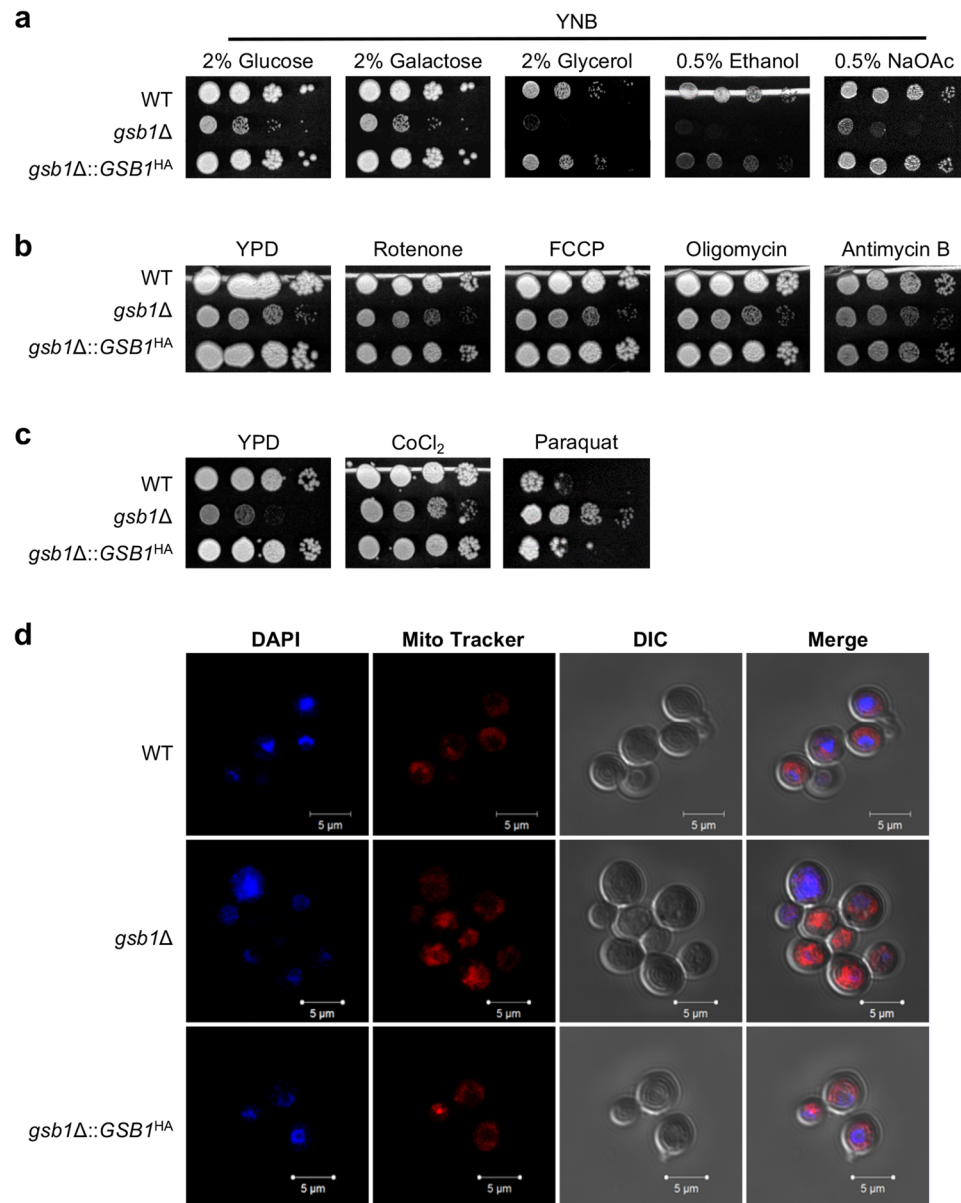 a
YNB
2% Glucose 2% Galactose 2% Glycerol 0.5% Ethanol 0.5% NaOAc
WT
gsb1Δ
gsb1Δ::GSB1ᴴᴬ
b
YPD Rotenone FCCP Oligomycin Antimycin B
WT
gsb1Δ
gsb1Δ::GSB1ᴴᴬ
c
YPD CoCl₂ Paraquat
WT
gsb1Δ
gsb1Δ::GSB1ᴴᴬ
d
DAPI Mito Tracker DIC Merge
WT
5 µm 5 µm 5 µm 5 µm
gsb1Δ
5 µm 5 µm 5 µm 5 µm
gsb1Δ::GSB1ᴴᴬ
5 µm 5 µm 5 µm 5 µm